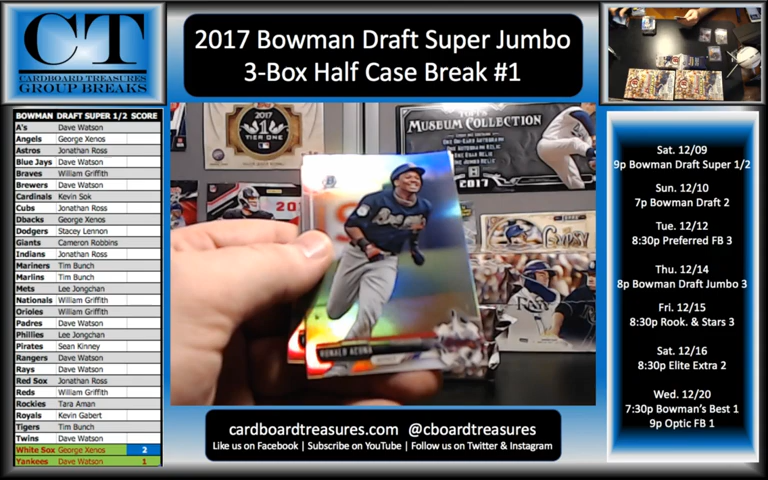 CT
CARDBOARD TREASURES
GROUP BREAKS
2017 Bowman Draft Super Jumbo
3-Box Half Case Break #1
BOWMAN DRAFT SUPER 1/2 SCORE
A's Dave Watson
Angels George Xenos
Astros Jonathan Ross
Blue Jays Dave Watson
Braves William Griffith
Brewers Dave Watson
Cardinals Kevin Sok
Cubs Jonathan Ross
Dbacks George Xenos
Dodgers Stacey Lennon
Giants Cameron Robbins
Indians Jonathan Ross
Mariners Tim Bunch
Marlins Tim Bunch
Mets Lee Jongchan
Nationals William Griffith
Orioles William Griffith
Padres Dave Watson
Phillies Lee Jongchan
Pirates Sean Kinney
Rangers Dave Watson
Rays Dave Watson
Red Sox Jonathan Ross
Reds William Griffith
Rockies Tara Aman
Royals Kevin Gabert
Tigers Tim Bunch
Twins Dave Watson
White Sox George Xenos 2
Yankees Dave Watson 1
2017
TIER ONE
MUSEUM COLLECTION
2017
201
GYPSY
Braves
RONALD ACUNA
Sat. 12/09
9p Bowman Draft Super 1/2
Sun. 12/10
7p Bowman Draft 2
Tue. 12/12
8:30p Preferred FB 3
Thu. 12/14
8p Bowman Draft Jumbo 3
Fri. 12/15
8:30p Rook. & Stars 3
Sat. 12/16
8:30p Elite Extra 2
Wed. 12/20
7:30p Bowman's Best 1
9p Optic FB 1
cardboardtreasures.com @cboardtreasures
Like us on Facebook | Subscribe on YouTube | Follow us on Twitter & Instagram